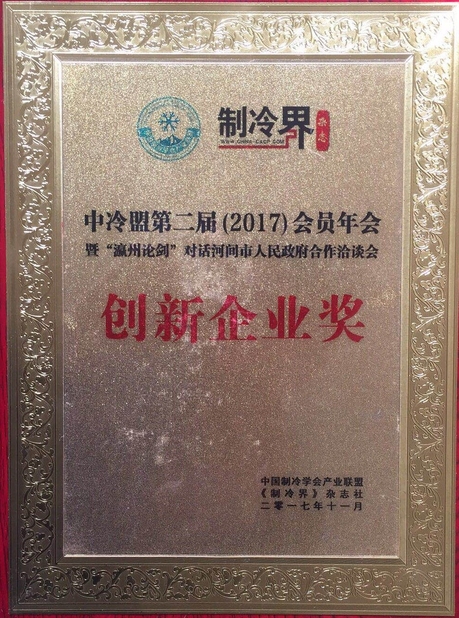 制冷界
杂志
中冷盟第二届(2017)会员年会
暨“瀛州论剑”对话河间市人民政府合作洽谈会
创新企业奖
中国制冷学会产业联盟
《制冷界》杂志社
二零一七年十一月